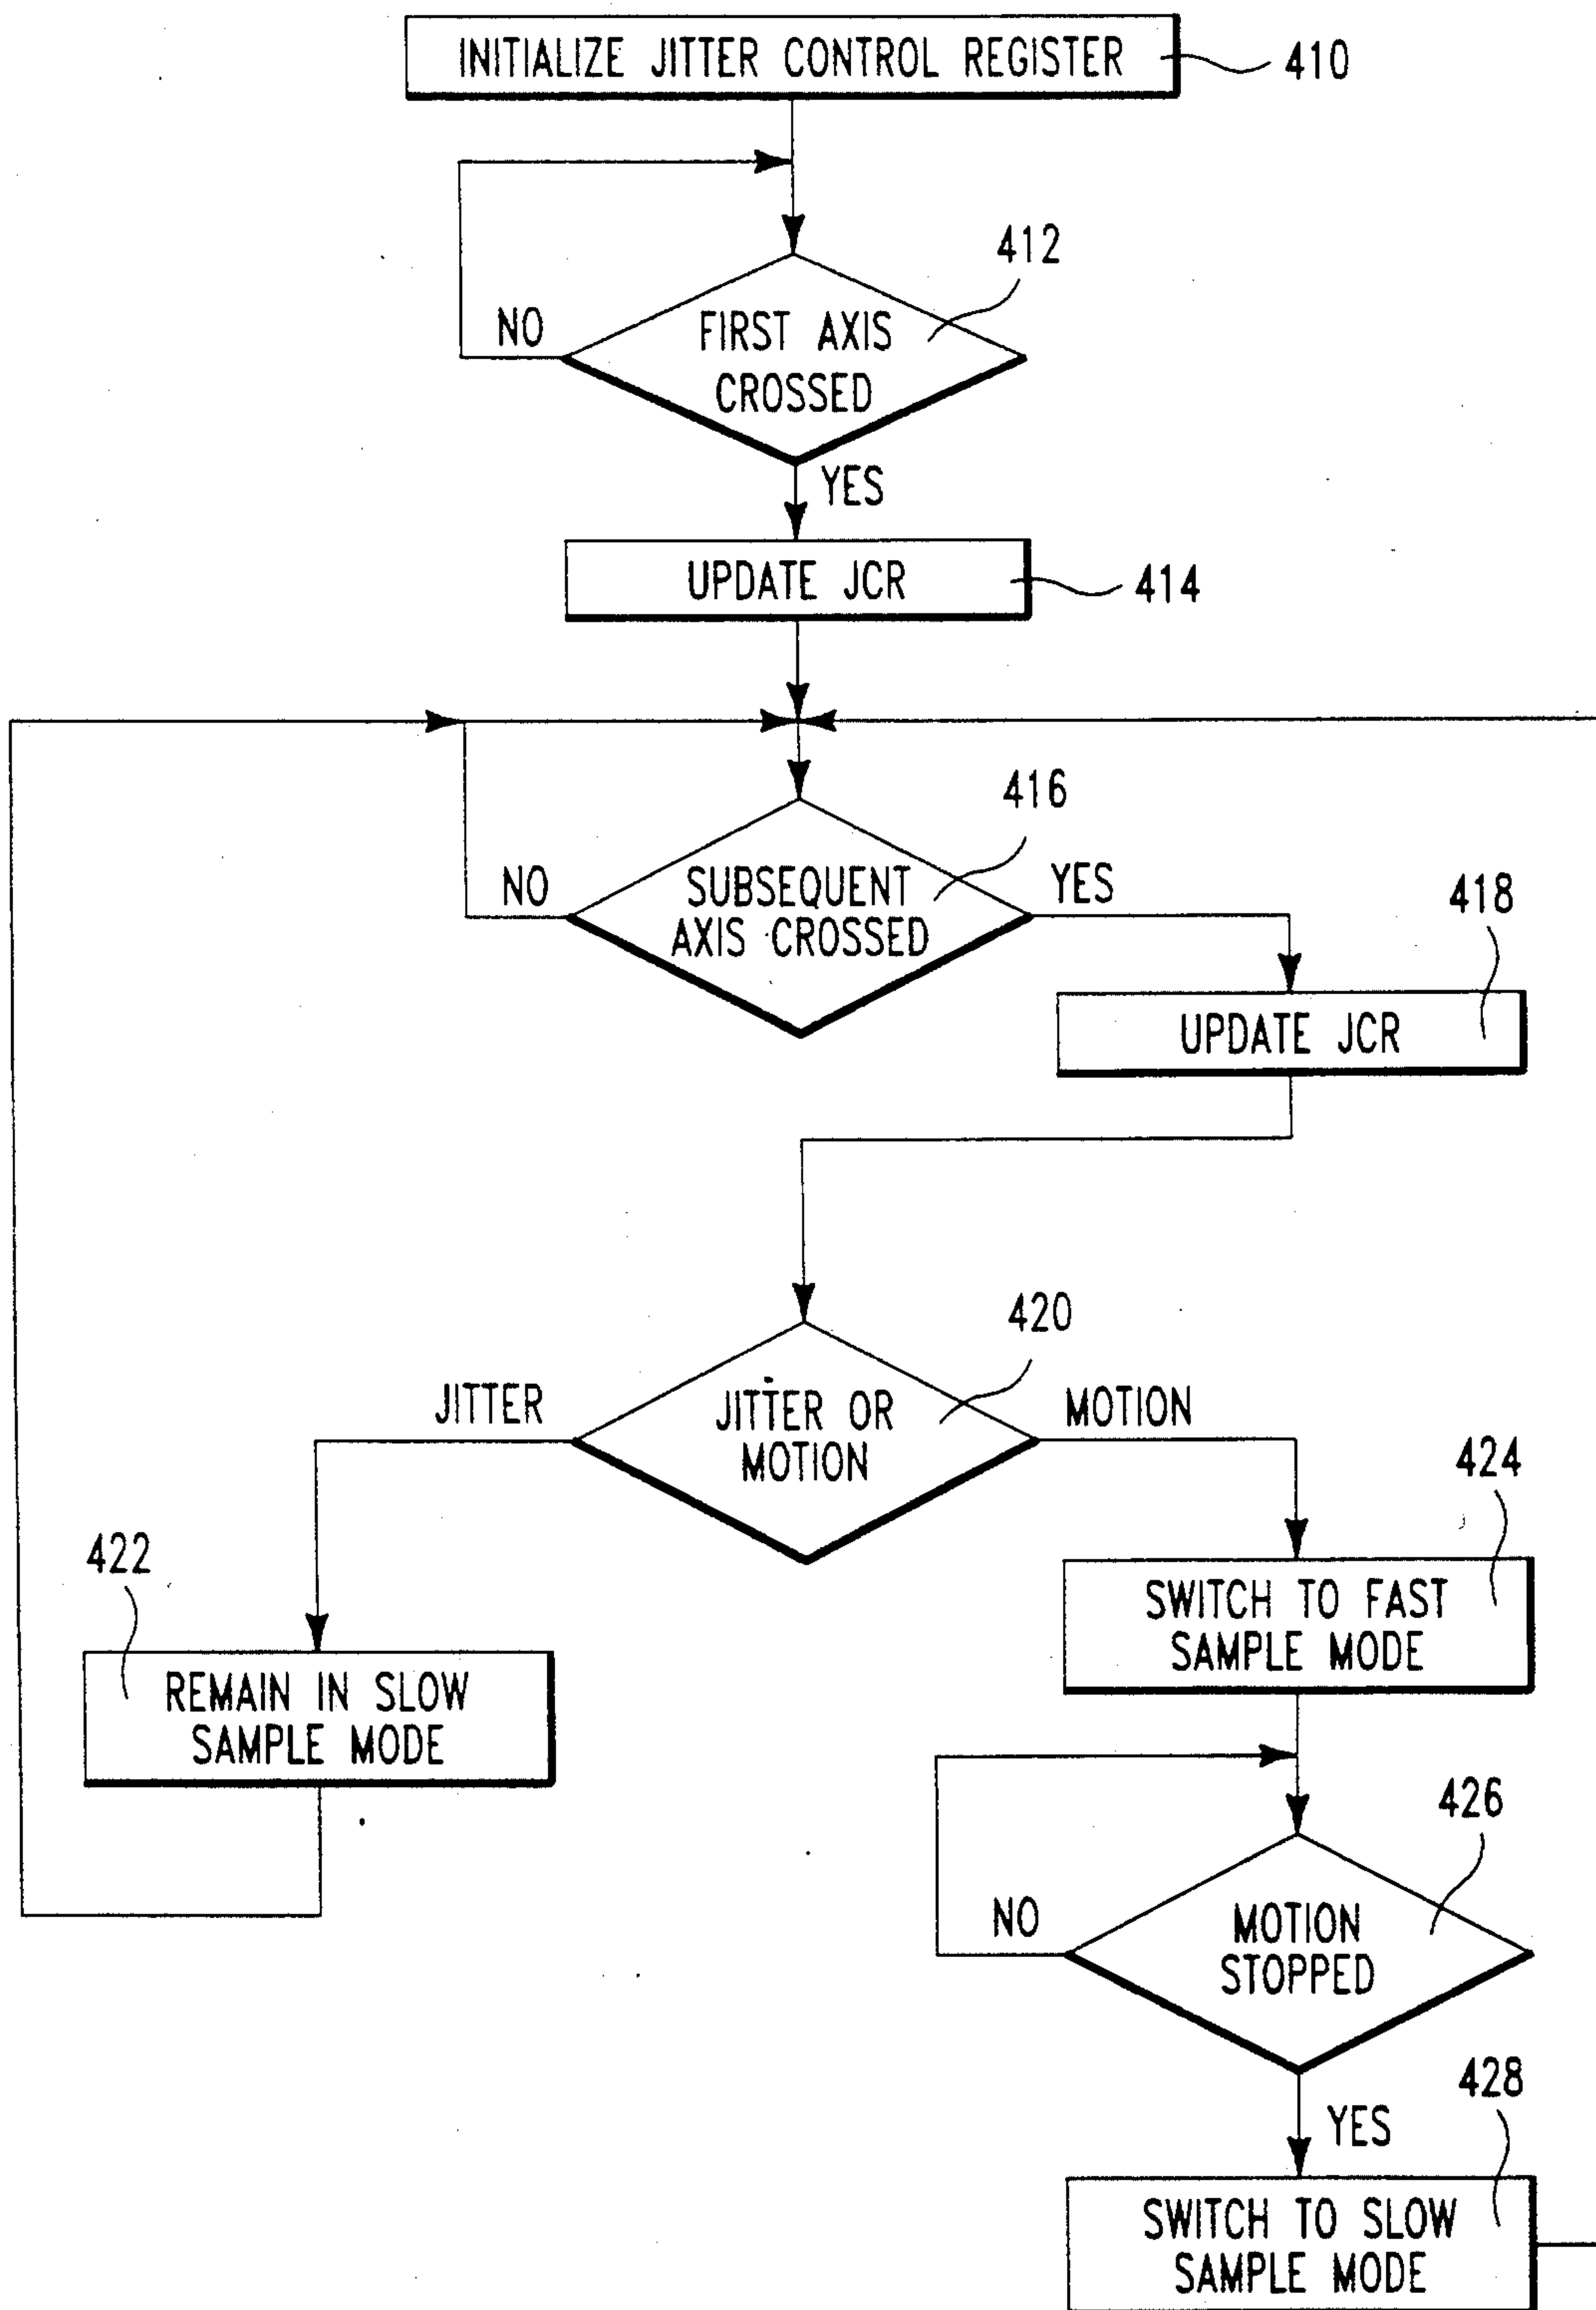 INITIALIZE JITTER CONTROL REGISTER
410
412
NO
FIRST AXIS
CROSSED
YES
UPDATE JCR
414
416
NO
SUBSEQUENT
AXIS CROSSED
YES
418
UPDATE JCR
420
JITTER
JITTER OR
MOTION
MOTION
424
422
SWITCH TO FAST
SAMPLE MODE
REMAIN IN SLOW
SAMPLE MODE
426
NO
MOTION
STOPPED
428
YES
SWITCH TO SLOW
SAMPLE MODE